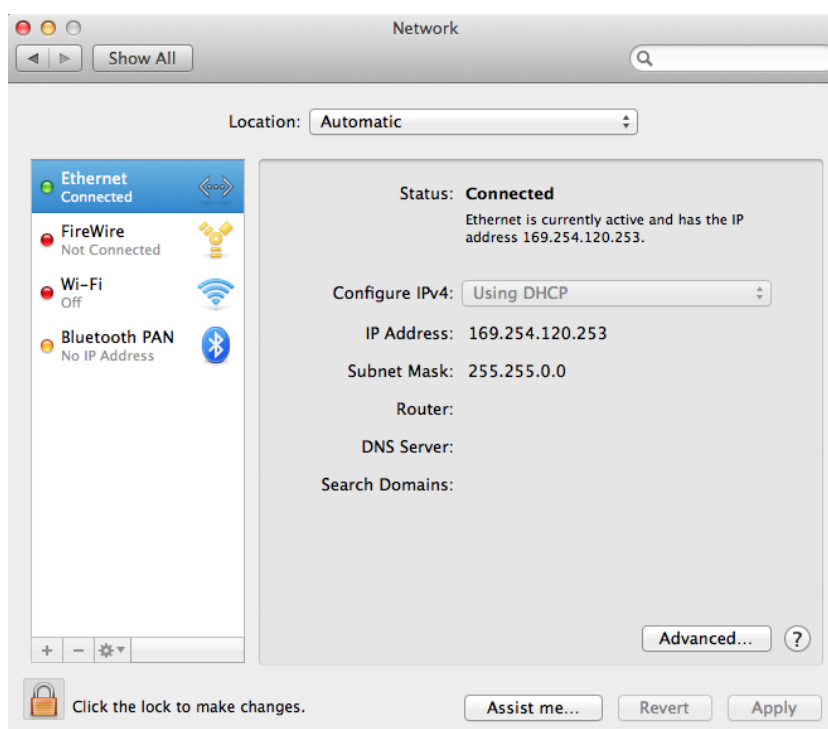 Network
Show All
Location: Automatic
Ethernet
Connected
FireWire
Not Connected
Wi-Fi
Off
Bluetooth PAN
No IP Address
Status: Connected
Ethernet is currently active and has the IP
address 169.254.120.253.
Configure IPv4: Using DHCP
IP Address: 169.254.120.253
Subnet Mask: 255.255.0.0
Router:
DNS Server:
Search Domains:
Advanced... ?
+ −
Click the lock to make changes.
Assist me... Revert Apply